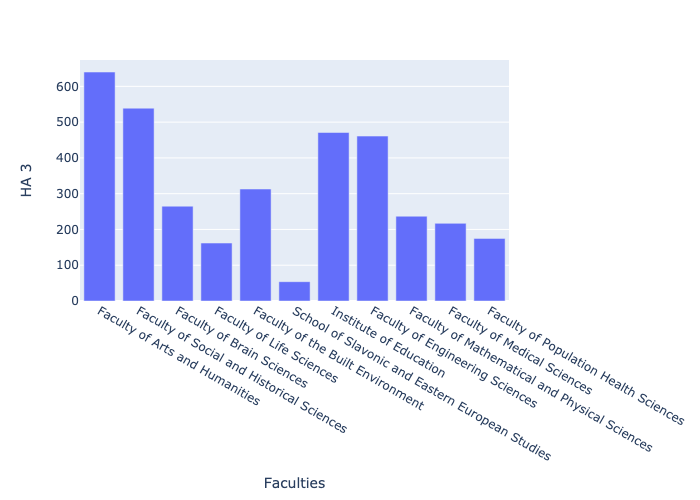 600
500
400
300
200
100
0
HA 3
Faculty of Arts and Humanities
Faculty of Social and Historical Sciences
Faculty of Brain Sciences
Faculty of Life Sciences
Faculty of the Built Environment
School of Slavonic and Eastern European Studies
Institute of Education
Faculty of Engineering Sciences
Faculty of Mathematical and Physical Sciences
Faculty of Medical Sciences
Faculty of Population Health Sciences
Faculties